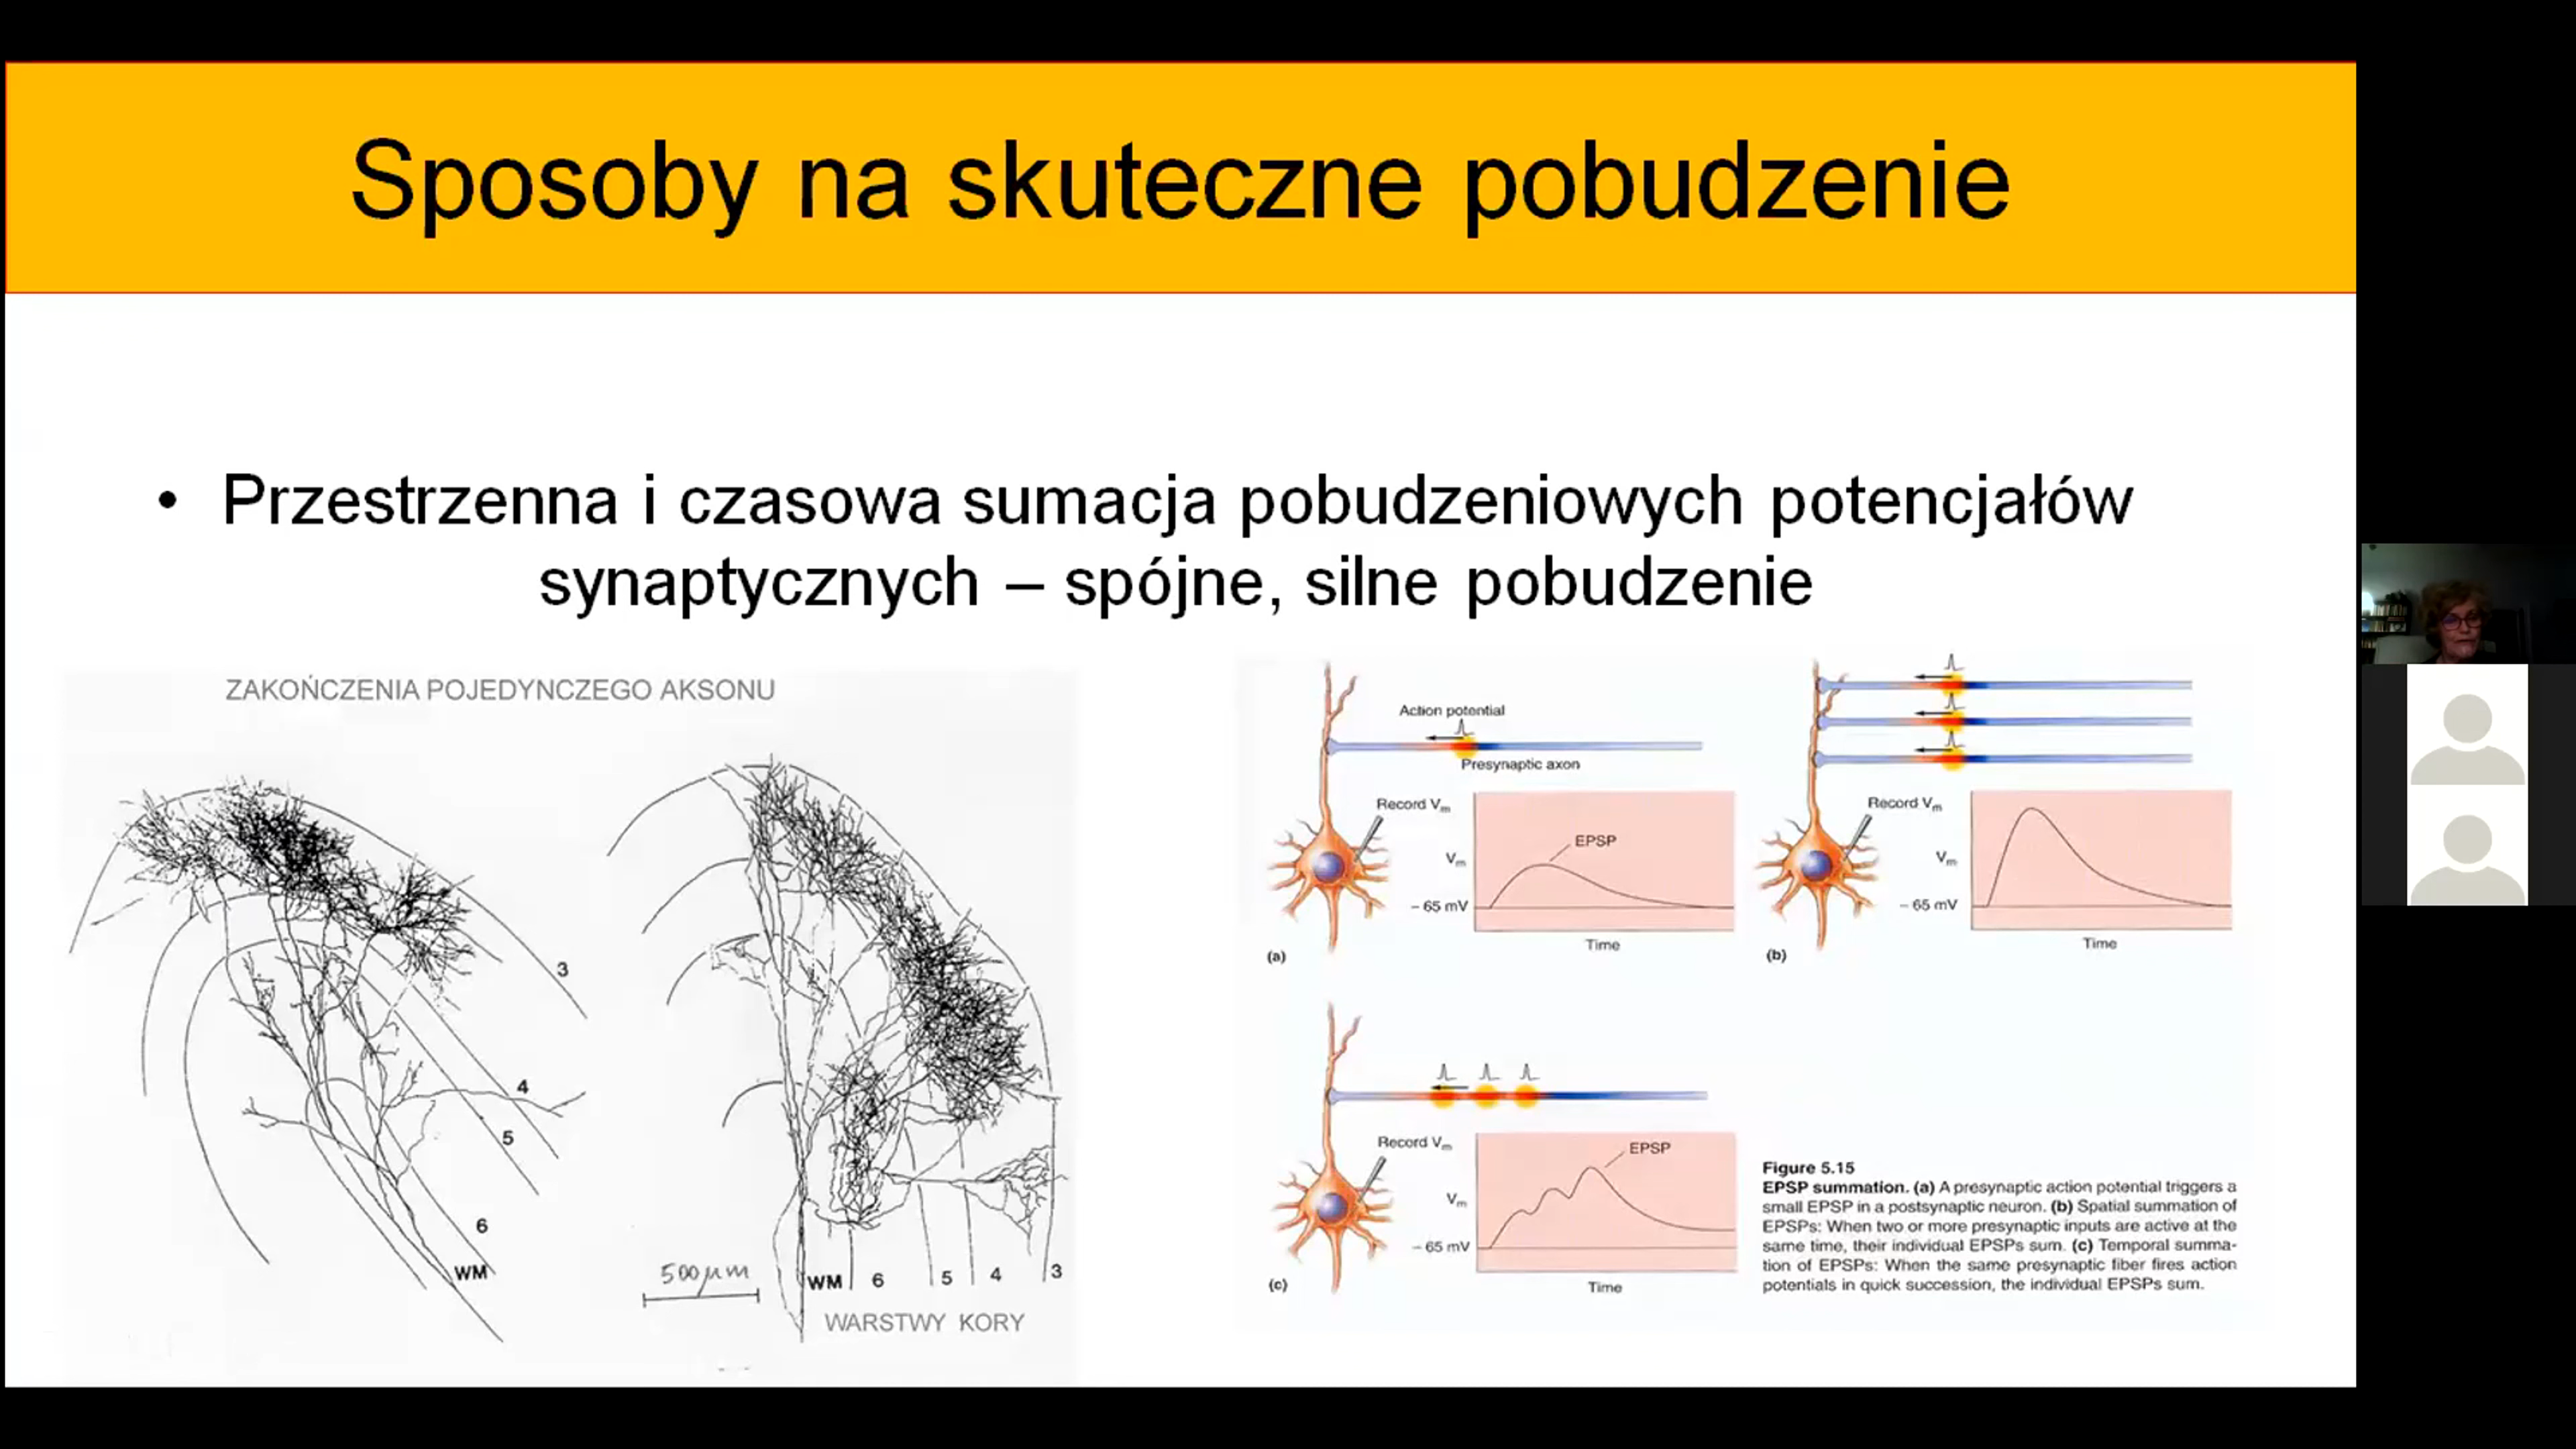 Sposoby na skuteczne pobudzenie
• Przestrzenna i czasowa sumacja pobudzeniowych potencjałów
synaptycznych – spójne, silne pobudzenie
ZAKOŃCZENIA POJEDYNCZEGO AKSONU
3
4
5
6
WM
500 µm
WM 6 5 4 3
WARSTWY KORY
Action potential
Presynaptic axon
Record Vm
EPSP
Vm
– 65 mV
Time
(a)
Record Vm
Vm
– 65 mV
Time
(b)
Record Vm
EPSP
Vm
– 65 mV
Time
(c)
Figure 5.15
EPSP summation. (a) A presynaptic action potential triggers a
small EPSP in a postsynaptic neuron. (b) Spatial summation of
EPSPs: When two or more presynaptic inputs are active at the
same time, their individual EPSPs sum. (c) Temporal summa-
tion of EPSPs: When the same presynaptic fiber fires action
potentials in quick succession, the individual EPSPs sum.